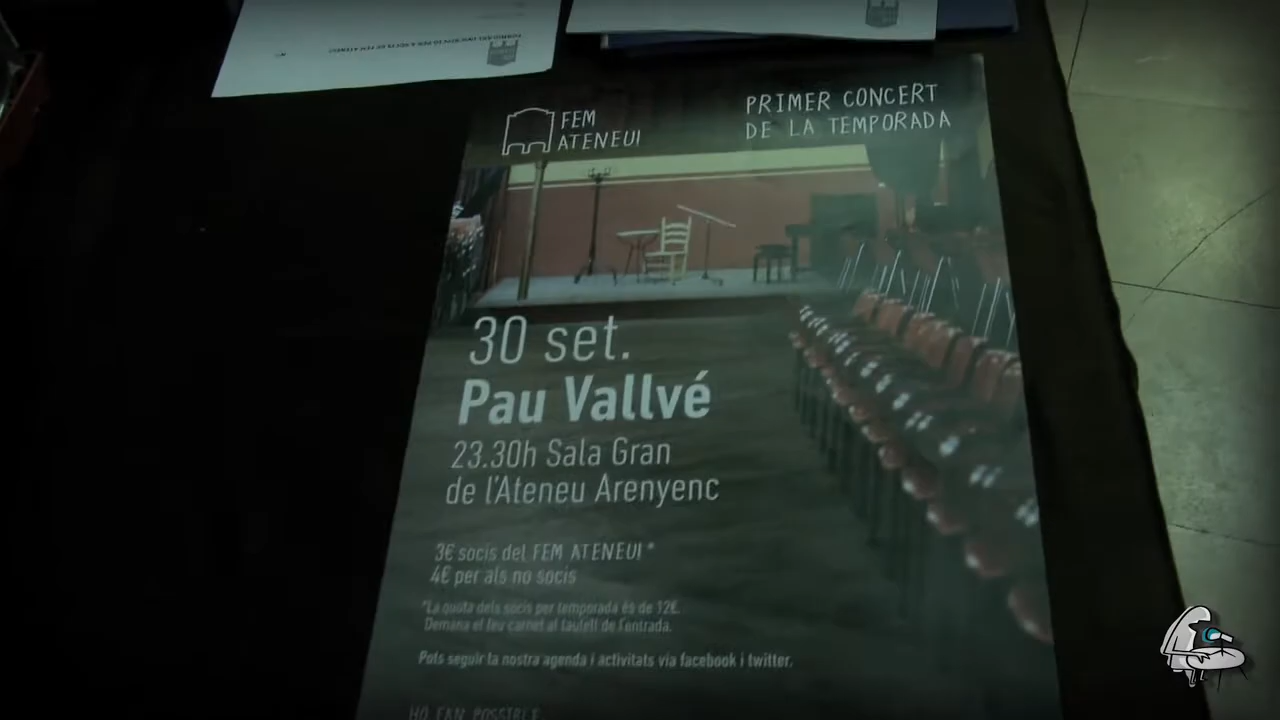 FEM
ATENEU!
PRIMER CONCERT
DE LA TEMPORADA
30 set.
Pau Vallvé
23.30h Sala Gran
de l'Ateneu Arenyenc
3€ socis del FEM ATENEU! *
4€ per als no socis
*La quota dels socis per temporada és de 12€.
Demana el teu carnet al taulell de l'entrada.
Pots seguir la nostra agenda i activitats via facebook i twitter.
HO FAN POSSIBLE